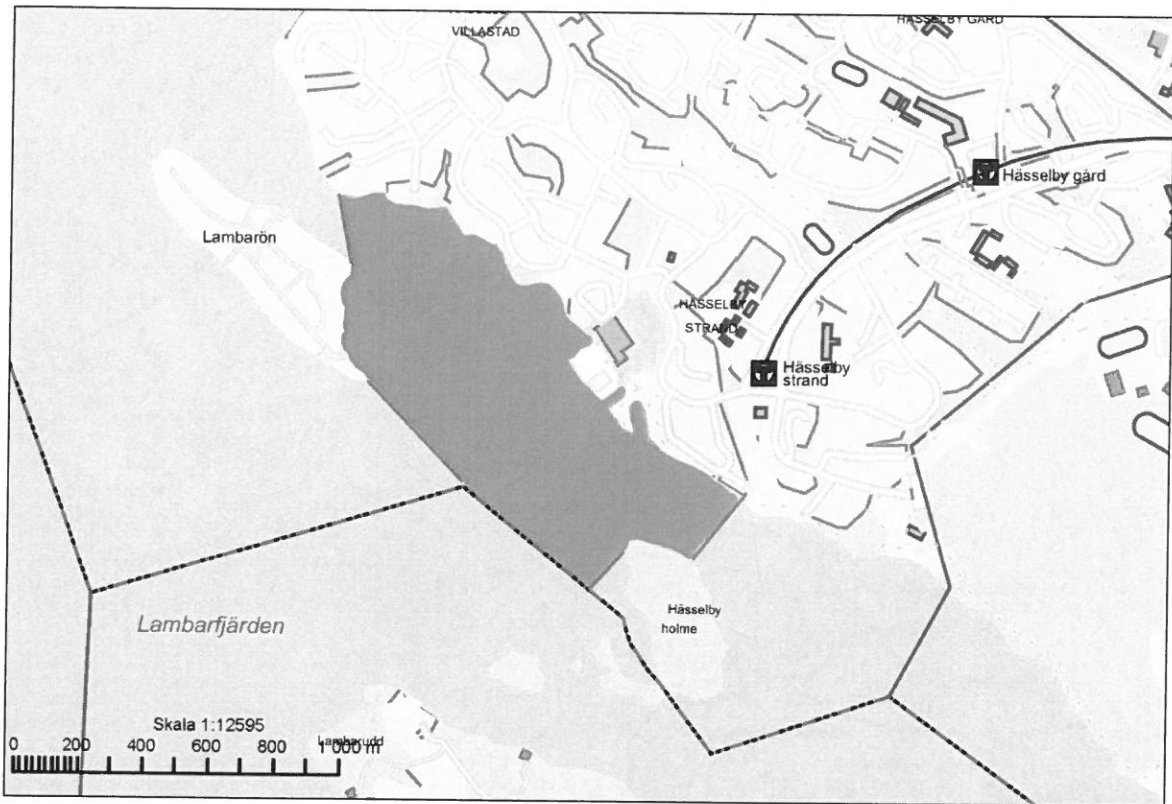 VILLASTAD
HÄSSELBY GÅRD
Hässelby gård
Lambarön
HÄSSELBY
STRAND
Hässelby
strand
Hässelby
holme
Lambarfjärden
Skala 1:12595
Lambarudd
0 200 400 600 800 1 000 m